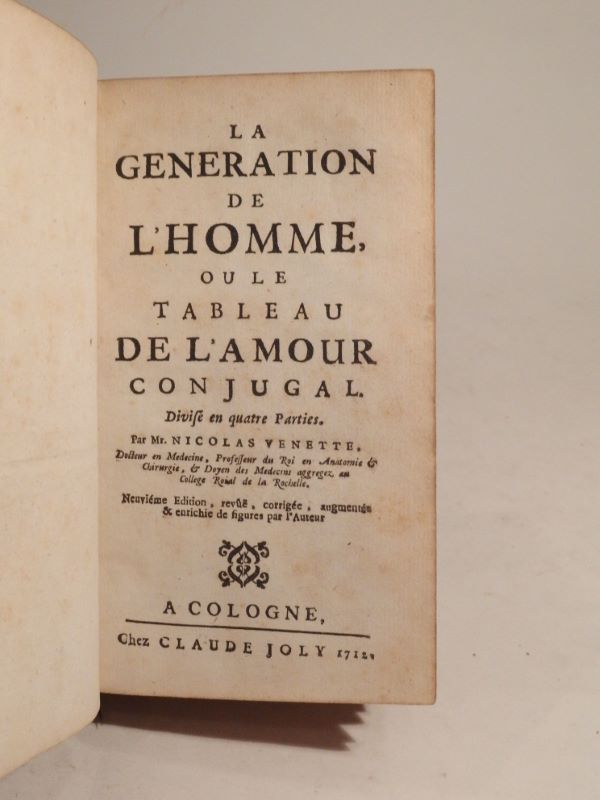 LA
GENERATION
DE
L'HOMME,
OU LE
TABLEAU
DE L'AMOUR
CONJUGAL.
Divisé en quatre Parties.
Par Mr. NICOLAS VENETTE,
Docteur en Medecine, Professeur du Roi en Anatomie &
Chirurgie, & Doyen des Medecins aggregez au
College Roial de la Rochelle.
Neuviéme Edition, revûë, corrigée, augmentée
& enrichie de figures par l'Auteur
A COLOGNE,
Chez CLAUDE JOLY 1712.